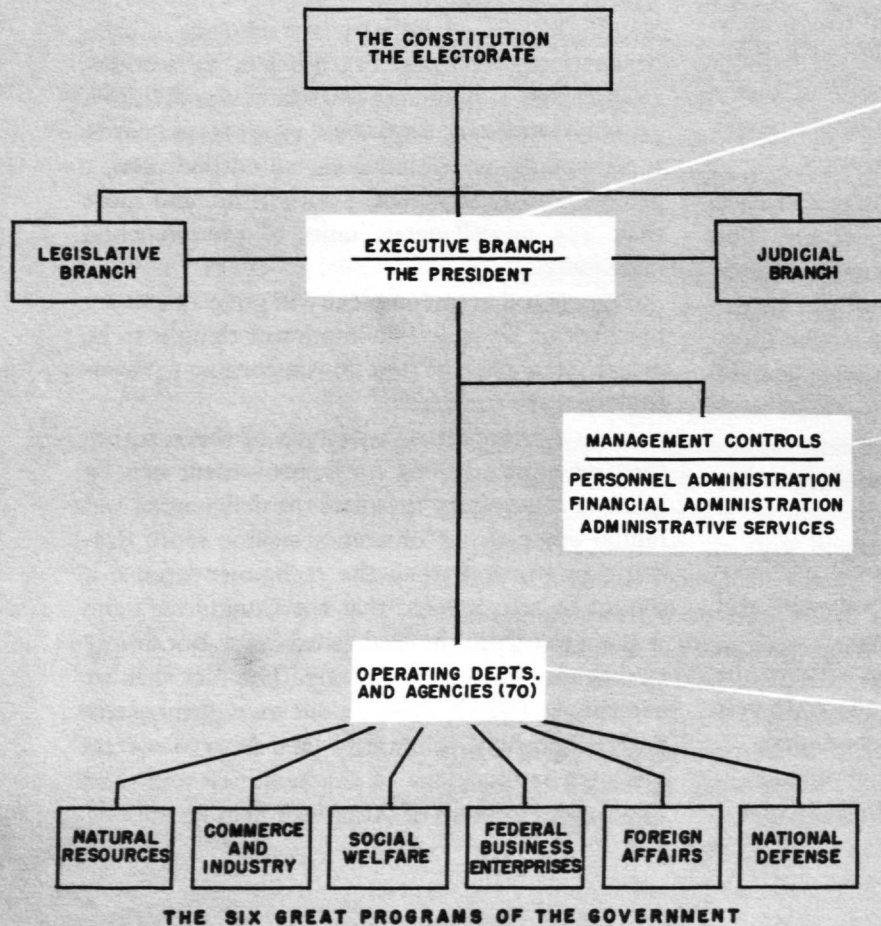 THE CONSTITUTION
THE ELECTORATE
LEGISLATIVE
BRANCH
EXECUTIVE BRANCH
THE PRESIDENT
JUDICIAL
BRANCH
MANAGEMENT CONTROLS
PERSONNEL ADMINISTRATION
FINANCIAL ADMINISTRATION
ADMINISTRATIVE SERVICES
OPERATING DEPTS.
AND AGENCIES (70)
NATURAL
RESOURCES
COMMERCE
AND
INDUSTRY
SOCIAL
WELFARE
FEDERAL
BUSINESS
ENTERPRISES
FOREIGN
AFFAIRS
NATIONAL
DEFENSE
THE SIX GREAT PROGRAMS OF THE GOVERNMENT